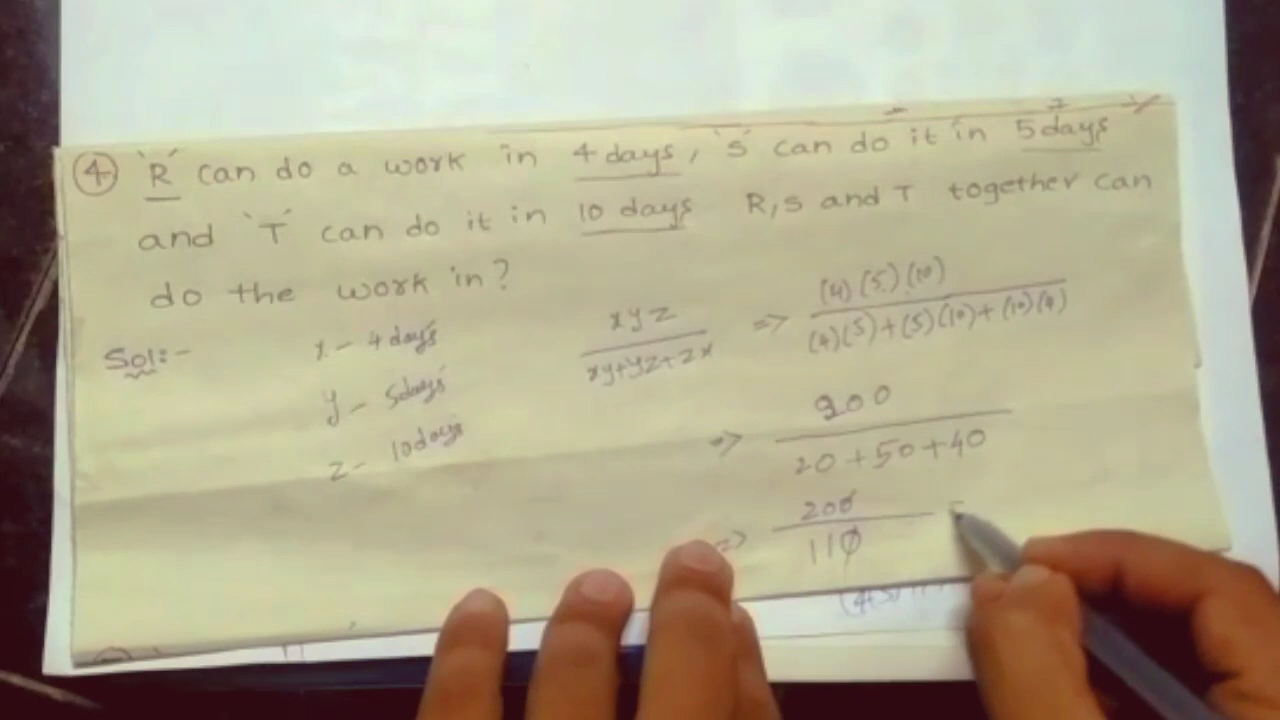 ④ 'R' can do a work in 4 days, 'S' can do it in 5 days
and 'T' can do it in 10 days R, S and T together can
do the work in?
Sol:-
x - 4 days
y - 5 days
z - 10 days
xyz
xy+yz+zx
=> (4)(5)(10)
(4)(5)+(5)(10)+(10)(4)
=> 200
20+50+40
=> 200
110